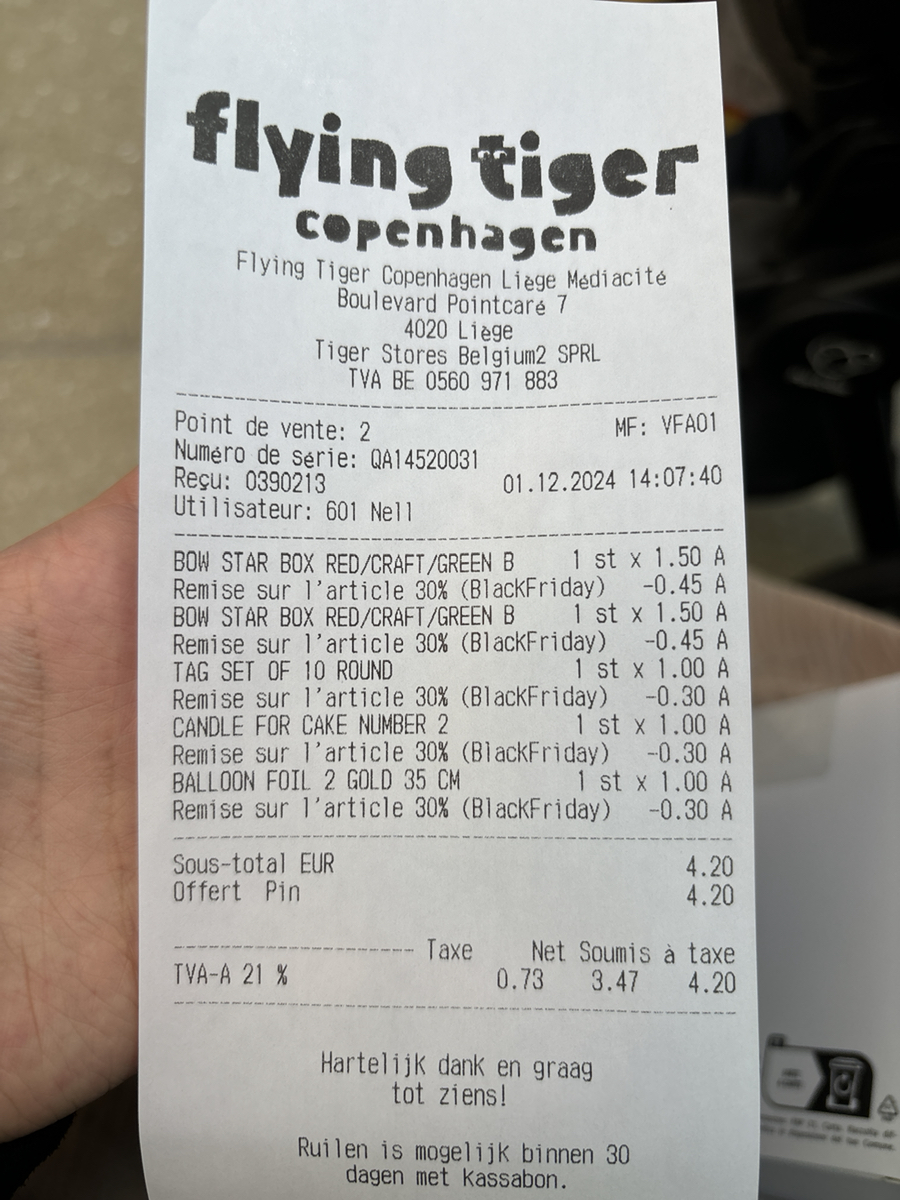 flying tiger
copenhagen
Flying Tiger Copenhagen Liège Médiacité
Boulevard Pointcaré 7
4020 Liège
Tiger Stores Belgium2 SPRL
TVA BE 0560 971 883
Point de vente: 2 MF: VFA01
Numéro de série: QA14520031
Reçu: 0390213 01.12.2024 14:07:40
Utilisateur: 601 Nell
BOW STAR BOX RED/CRAFT/GREEN B 1 st x 1.50 A
Remise sur l'article 30% (BlackFriday) -0.45 A
BOW STAR BOX RED/CRAFT/GREEN B 1 st x 1.50 A
Remise sur l'article 30% (BlackFriday) -0.45 A
TAG SET OF 10 ROUND 1 st x 1.00 A
Remise sur l'article 30% (BlackFriday) -0.30 A
CANDLE FOR CAKE NUMBER 2 1 st x 1.00 A
Remise sur l'article 30% (BlackFriday) -0.30 A
BALLOON FOIL 2 GOLD 35 CM 1 st x 1.00 A
Remise sur l'article 30% (BlackFriday) -0.30 A
Sous-total EUR 4.20
Offert Pin 4.20
Taxe Net Soumis à taxe
TVA-A 21 % 0.73 3.47 4.20
Hartelijk dank en graag
tot ziens!
Ruilen is mogelijk binnen 30
dagen met kassabon.